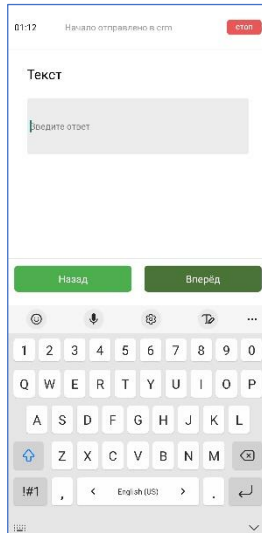 01:12 Начало отправлено в crm стоп
Текст
Введите ответ
Назад Вперёд
1 2 3 4 5 6 7 8 9 0
Q W E R T Y U I O P
A S D F G H J K L
Z X C V B N M
!#1 , < English (US) > .